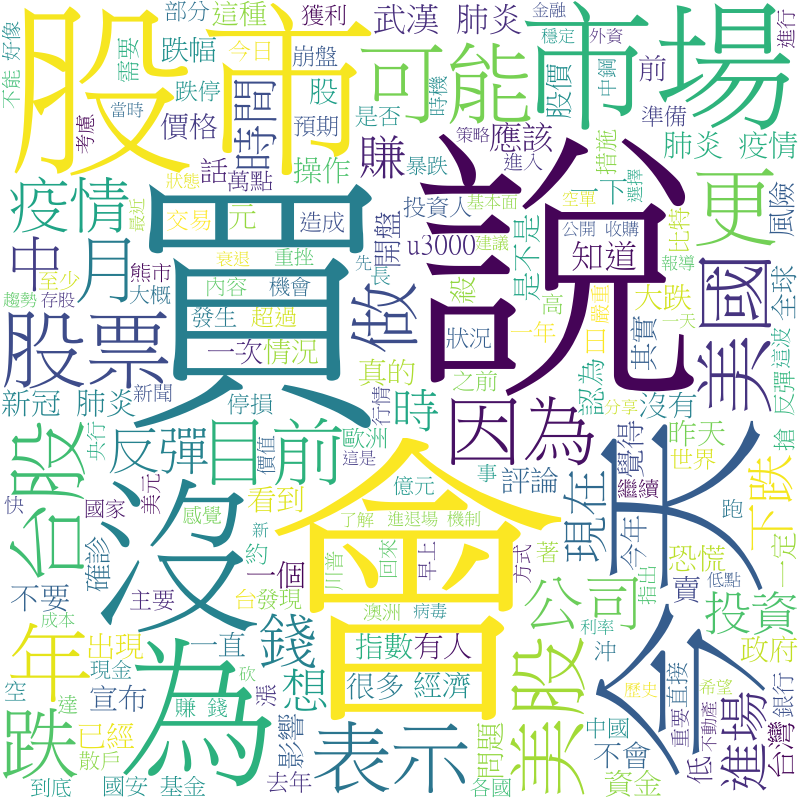 部分 這種 獲利 武漢 肺炎 金融 進行
不能 好像 需要 跌幅 今日 崩盤 穩定 外資
股市 可能 市場
當時 跌停 時間 股 是否 時機 股價 中鋼 前
考慮 價格 預期 賺 策略 應該 措施 準備 肺炎 疫情
狀態 話 萬點 操作 暴跌 進入 一下 選擇 風險
疫情 買 說 更
最近 交易 元 造成 投資人 基本面 空單 公開 收購 比特
中 月 開盤 u3000 建議 是不是 知道
至少 熊市 衰退 重挫 先 長 殺 高 嚴重 大跌 報導 全球
趨勢 存股 大概 內容 機會 做 美國
股票 發生 超過 狀況 一年 其實 一天
一次 情況 真的 之前 認為 反彈 這波
新冠 肺炎 新聞 停損 行情 時 因為 分享 沒有 搶
台股 央行 反彈 目前 歐洲 現在 覺得 昨天
價值 這是 事 評論 今年 繼續 世界 下跌
快 國家 美元 看到 億元 跑
沒 會 今天
感覺 新 了解 進退場 機制 著 方式 恐慌 一定
確診 約 川普 回來 早上 指出 賣 低點
不要 主要 一個 台 發現 澳洲 病毒 公司 投資
年 為 錢 指數 有人 美股 利率 沖 政府
成本 出現 一直 想 很多 經濟 歷史 希望
現金 砍 重要 直接 銀行
空 達 宣布 漲 問題 中國 不動產
跌 已經 賺 錢 影響 表示 不會 低 進場 台灣
散戶 資金
到底 國安 基金 去年 各國